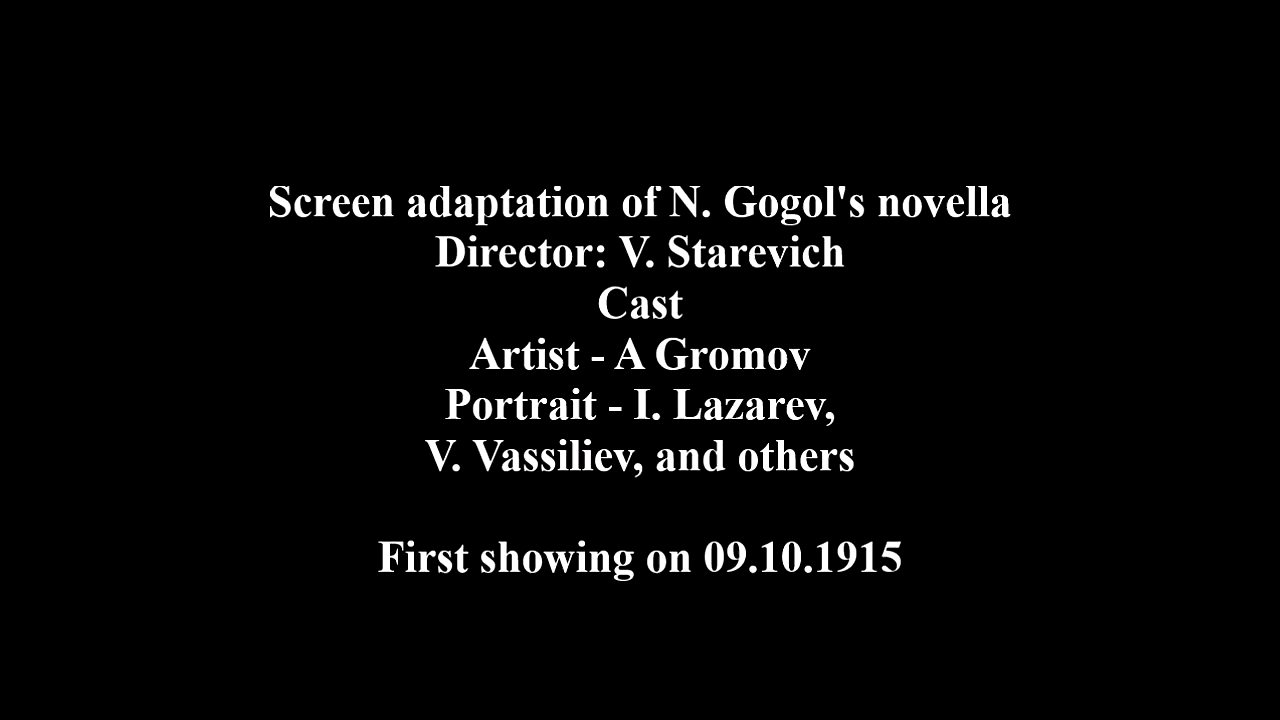 Screen adaptation of N. Gogol's novella
Director: V. Starevich
Cast
Artist - A Gromov
Portrait - I. Lazarev,
V. Vassiliev, and others
First showing on 09.10.1915